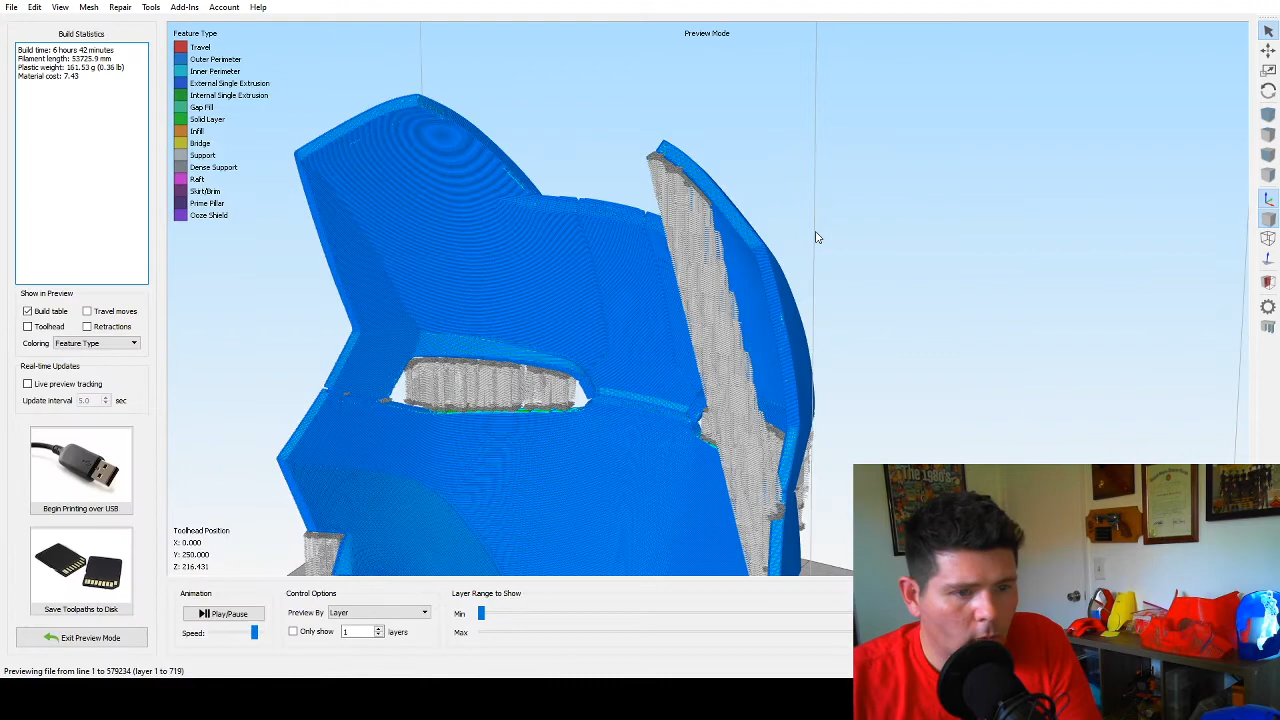 File Edit View Mesh Repair Tools Add-Ins Account Help
Build Statistics
Build time: 6 hours 42 minutes
Filament length: 53725.9 mm
Plastic weight: 161.53 g (0.36 lb)
Material cost: 7.43
Show in Preview
Build table Travel moves
Toolhead Retractions
Coloring Feature Type
Real-time Updates
Live preview tracking
Update interval 5.0 sec
Begin Printing over USB
Save Toolpaths to Disk
Exit Preview Mode
Previewing file from line 1 to 579234 (layer 1 to 719)
Feature Type
Travel
Outer Perimeter
Inner Perimeter
External Single Extrusion
Internal Single Extrusion
Gap Fill
Solid Layer
Infill
Bridge
Support
Dense Support
Raft
Skirt/Brim
Prime Pillar
Ooze Shield
Preview Mode
Toolhead Position
X: 0.000
Y: 250.000
Z: 216.431
Animation
Play/Pause
Speed:
Control Options
Preview By Layer
Only show 1 layers
Layer Range to Show
Min
Max
The 1980's